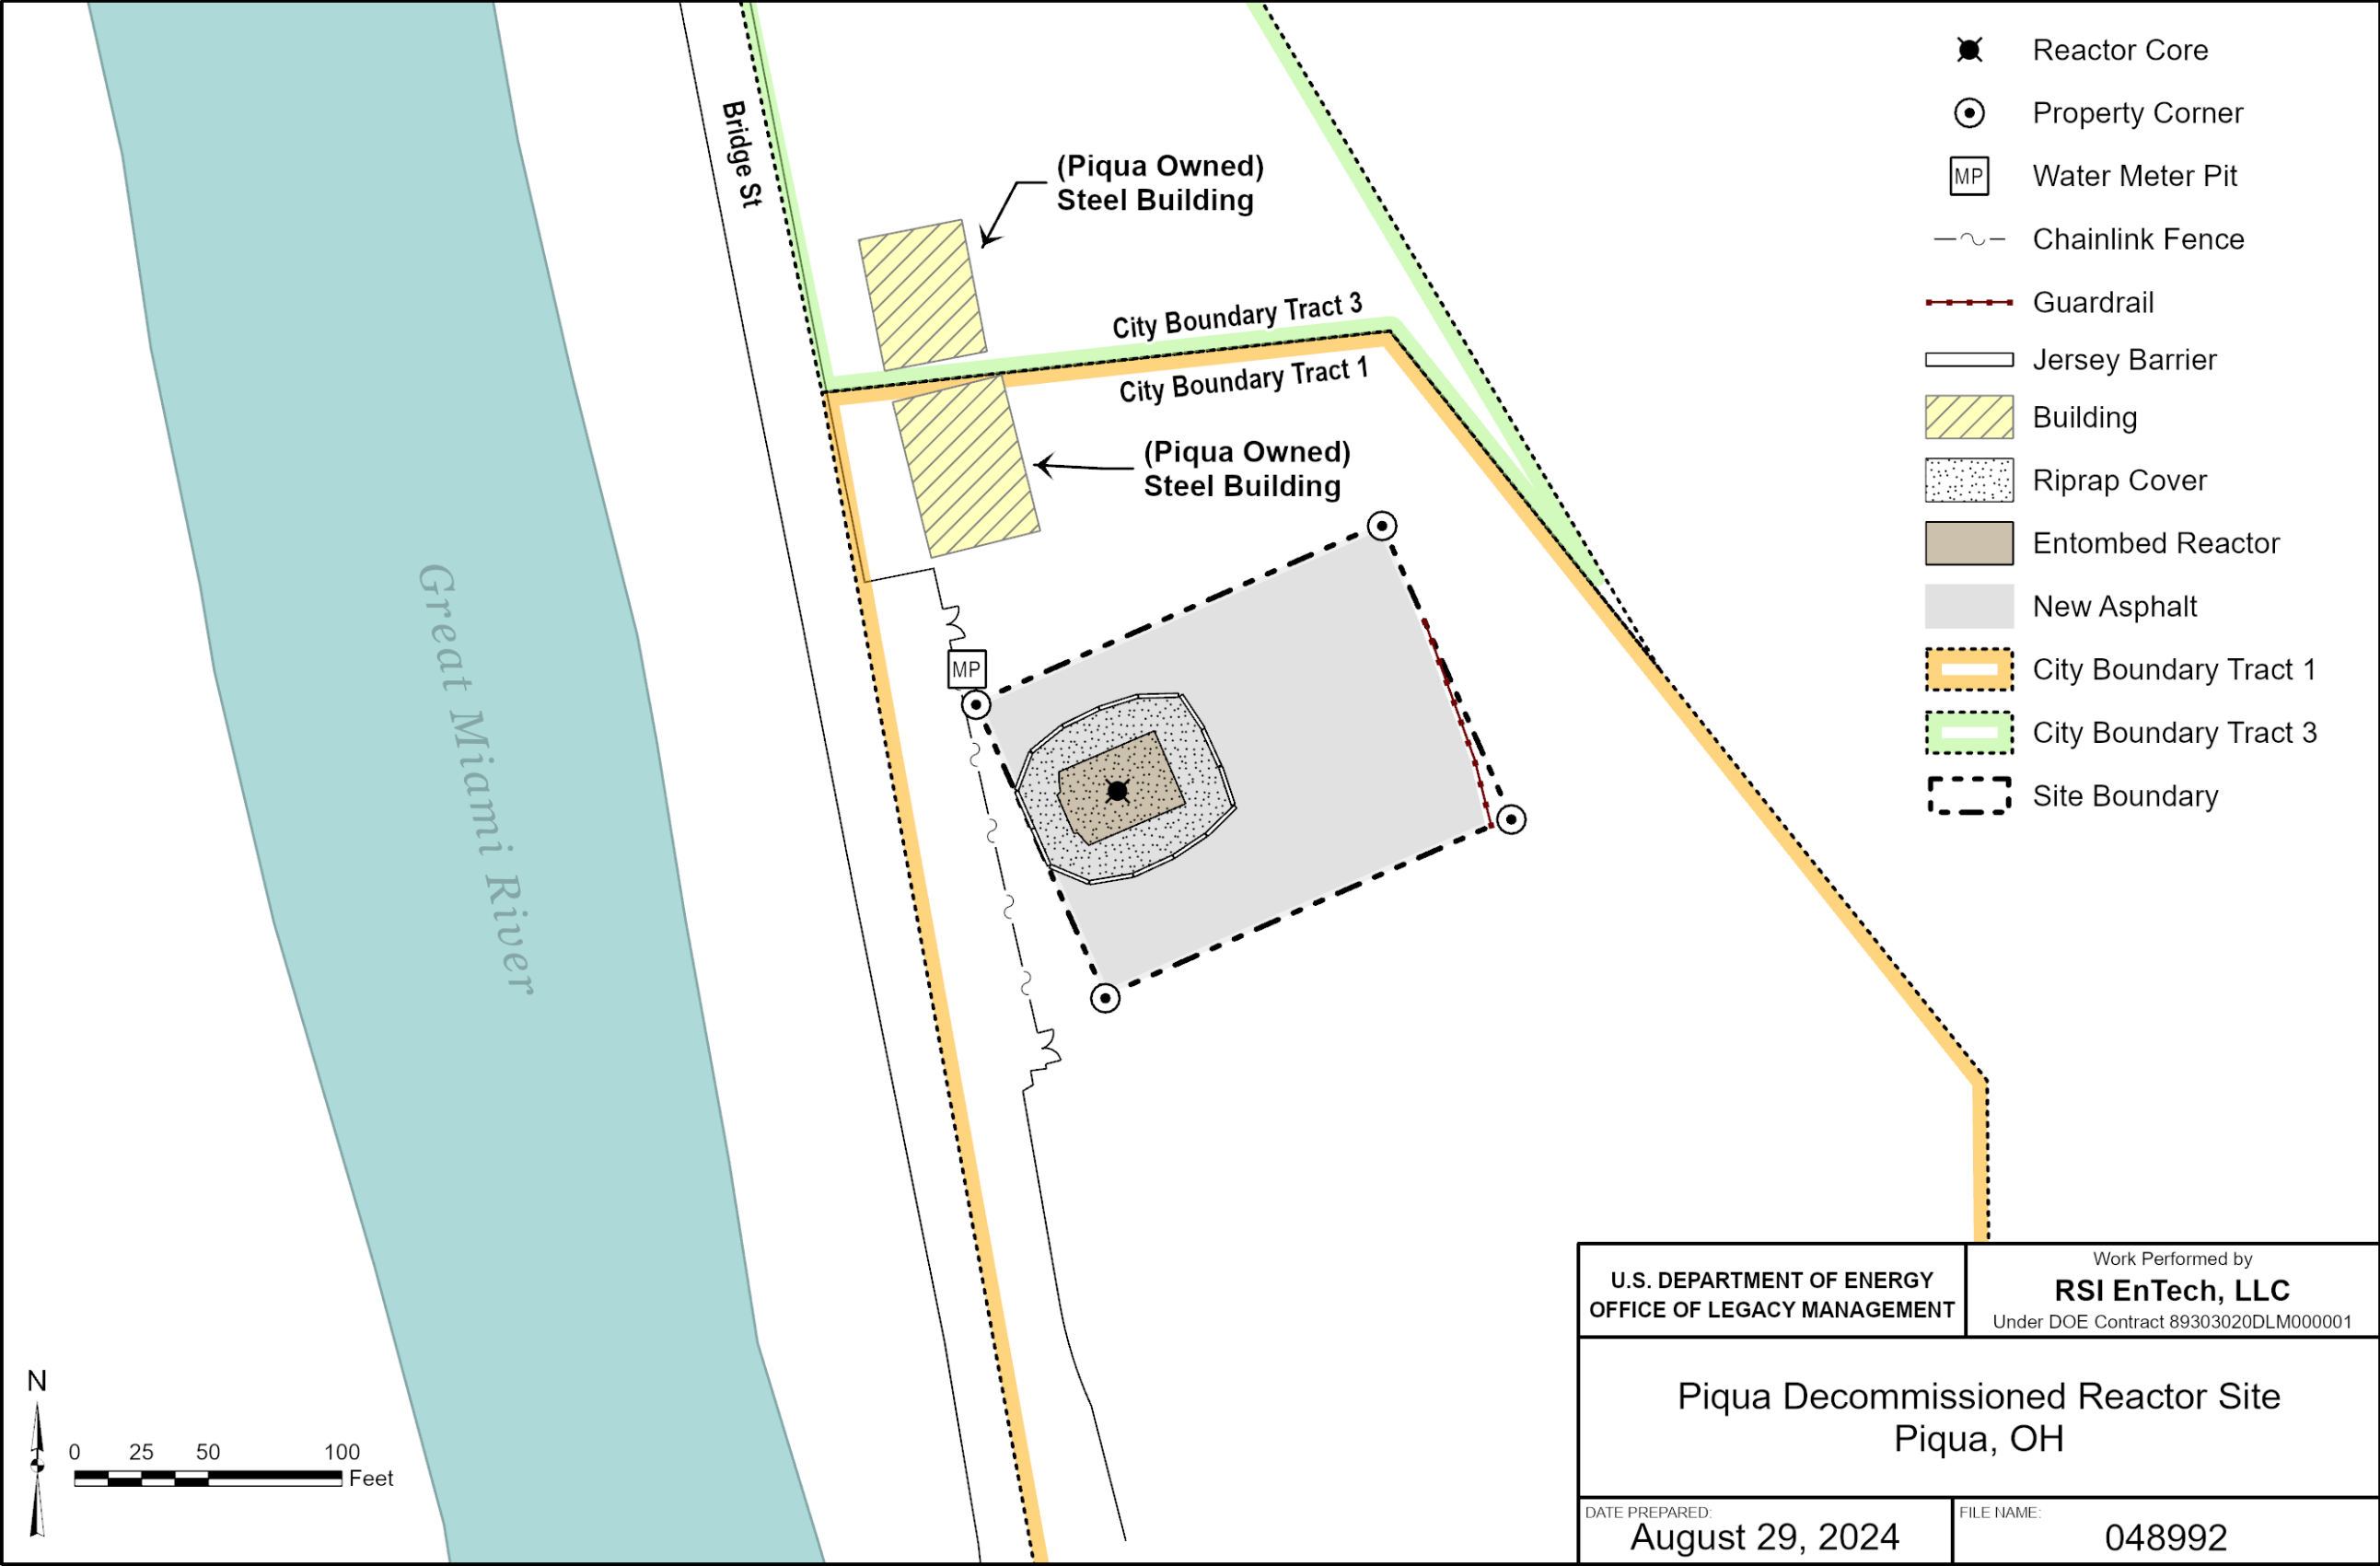 Bridge St
(Piqua Owned)
Steel Building
City Boundary Tract 3
City Boundary Tract 1
(Piqua Owned)
Steel Building
MP
Great Miami River
Reactor Core
Property Corner
MP Water Meter Pit
Chainlink Fence
Guardrail
Jersey Barrier
Building
Riprap Cover
Entombed Reactor
New Asphalt
City Boundary Tract 1
City Boundary Tract 3
Site Boundary
N
0 25 50 100
Feet
U.S. DEPARTMENT OF ENERGY
OFFICE OF LEGACY MANAGEMENT
Work Performed by
RSI EnTech, LLC
Under DOE Contract 89303020DLM000001
Piqua Decommissioned Reactor Site
Piqua, OH
DATE PREPARED:
August 29, 2024
FILE NAME:
048992